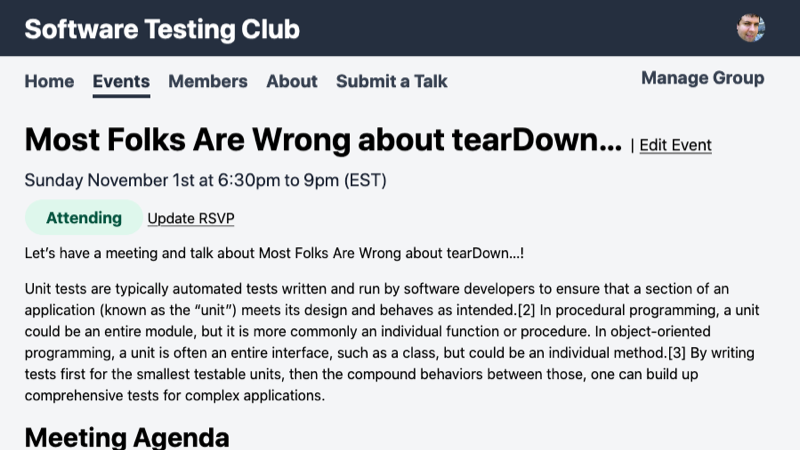 Software Testing Club
Home Events Members About Submit a Talk Manage Group
Most Folks Are Wrong about tearDown... | Edit Event
Sunday November 1st at 6:30pm to 9pm (EST)
Attending Update RSVP
Let’s have a meeting and talk about Most Folks Are Wrong about tearDown...!
Unit tests are typically automated tests written and run by software developers to ensure that a section of an
application (known as the “unit”) meets its design and behaves as intended.[2] In procedural programming, a unit
could be an entire module, but it is more commonly an individual function or procedure. In object-oriented
programming, a unit is often an entire interface, such as a class, but could be an individual method.[3] By writing
tests first for the smallest testable units, then the compound behaviors between those, one can build up
comprehensive tests for complex applications.
Meeting Agenda